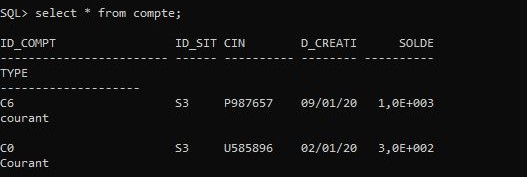 SQL> select * from compte;
ID_COMPT ID_SIT CIN D_CREATI SOLDE
------------------------ ------ ---------- -------- ----------
TYPE
--------------------
C6 S3 P987657 09/01/20 1,0E+003
courant
C0 S3 U585896 02/01/20 3,0E+002
Courant